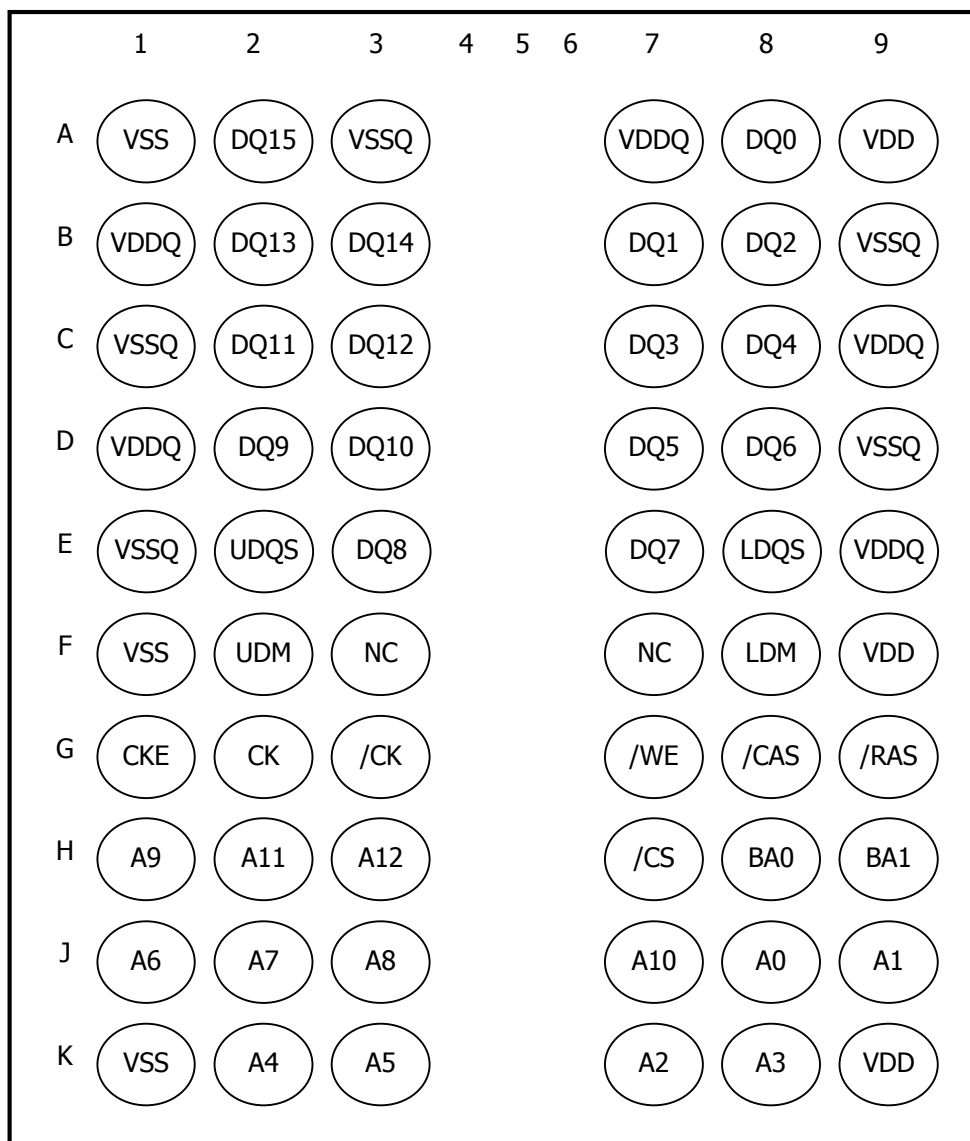 1 2 3 4 5 6 7 8 9
A VSS DQ15 VSSQ VDDQ DQ0 VDD
B VDDQ DQ13 DQ14 DQ1 DQ2 VSSQ
C VSSQ DQ11 DQ12 DQ3 DQ4 VDDQ
D VDDQ DQ9 DQ10 DQ5 DQ6 VSSQ
E VSSQ UDQS DQ8 DQ7 LDQS VDDQ
F VSS UDM NC NC LDM VDD
G CKE CK /CK /WE /CAS /RAS
H A9 A11 A12 /CS BA0 BA1
J A6 A7 A8 A10 A0 A1
K VSS A4 A5 A2 A3 VDD